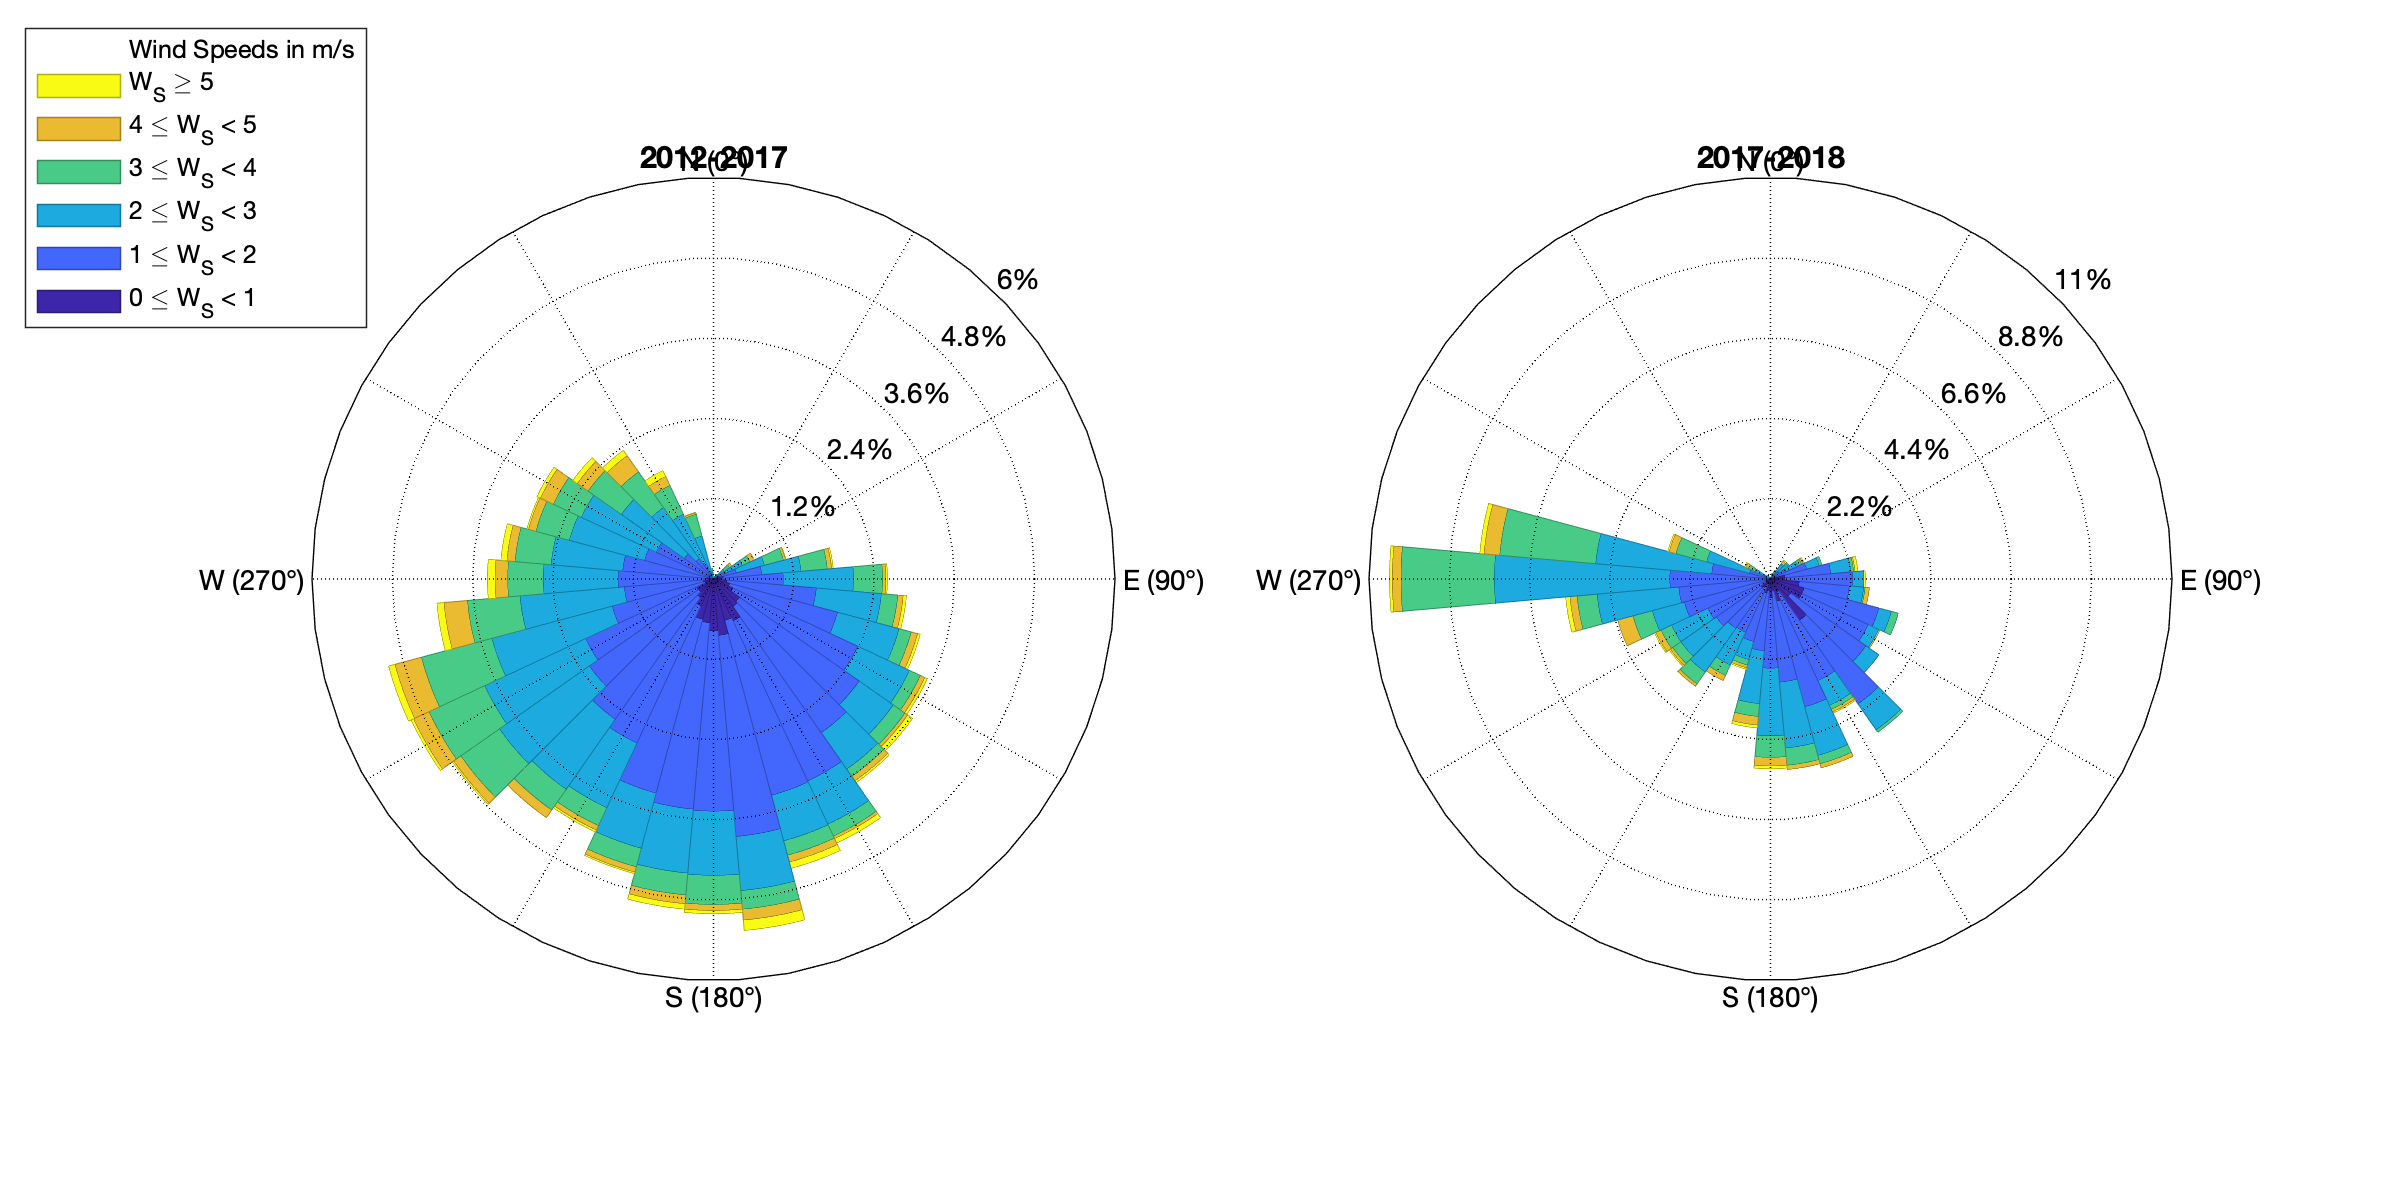 Wind Speeds in m/s
W_S ≥ 5
4 ≤ W_S < 5
3 ≤ W_S < 4
2 ≤ W_S < 3
1 ≤ W_S < 2
0 ≤ W_S < 1
2012-2017
N (0°)
6%
4.8%
3.6%
2.4%
1.2%
W (270°)
E (90°)
S (180°)
2017-2018
N (0°)
11%
8.8%
6.6%
4.4%
2.2%
W (270°)
E (90°)
S (180°)